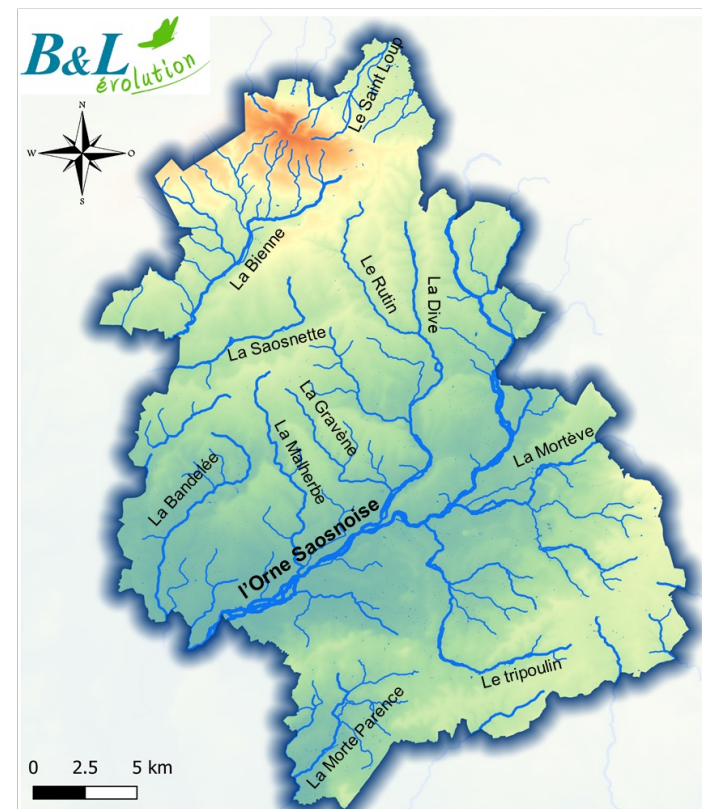 B&L
évolution
N
W
O
S
Le Saint Loup
La Bienne
Le Rutin
La Dive
La Saosnette
La Gravène
La Malherbe
La Mortève
La Bandelée
l'Orne Saosnoise
Le tripoulin
La Morte Parence
0 2.5 5 km